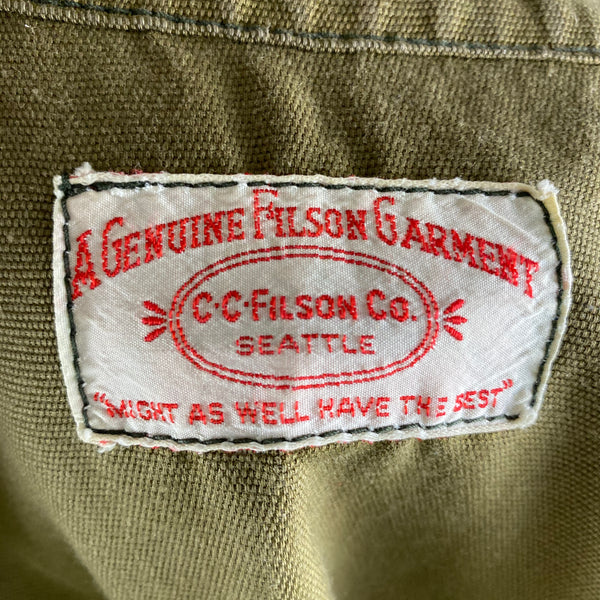 A GENUINE FILSON GARMENT
C·C·FILSON CO.
SEATTLE
"MIGHT AS WELL HAVE THE BEST"